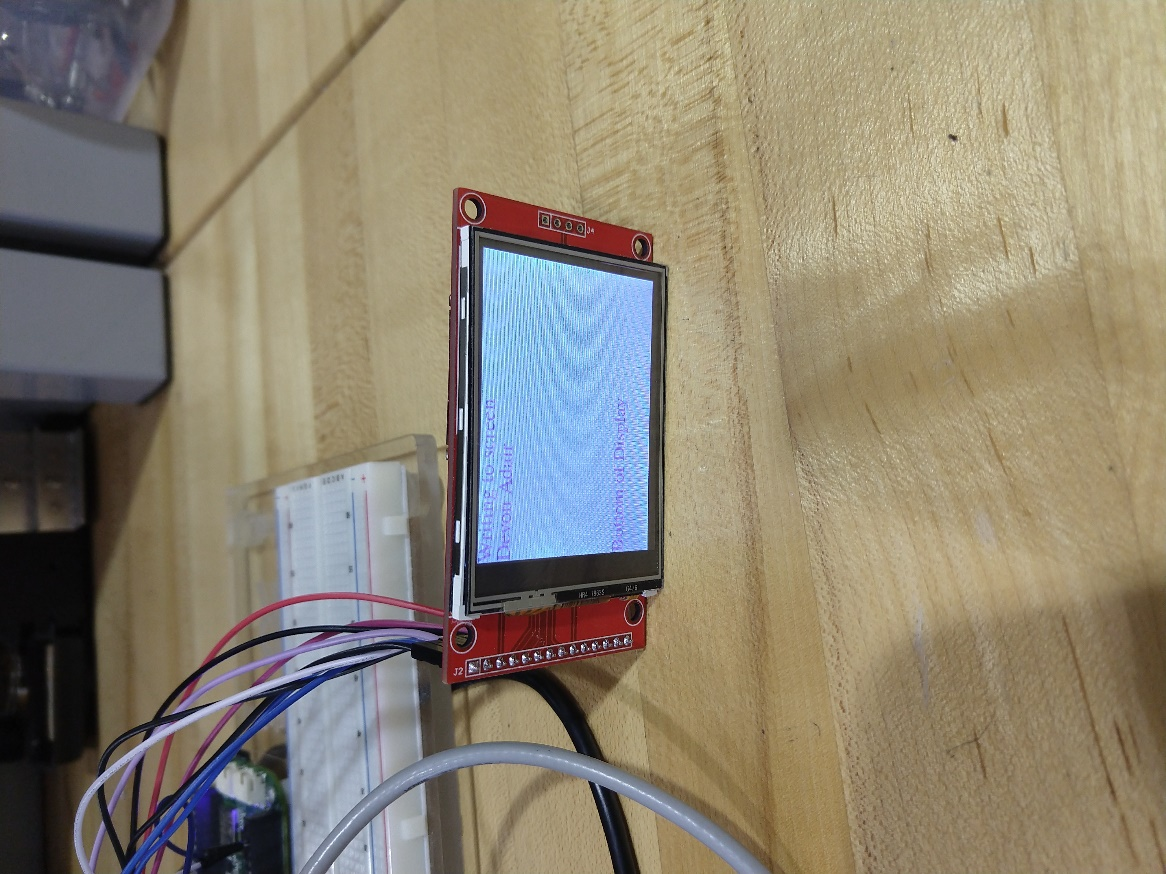 Writing to screen
Devon Adair
Bottom of Display
J4
J2